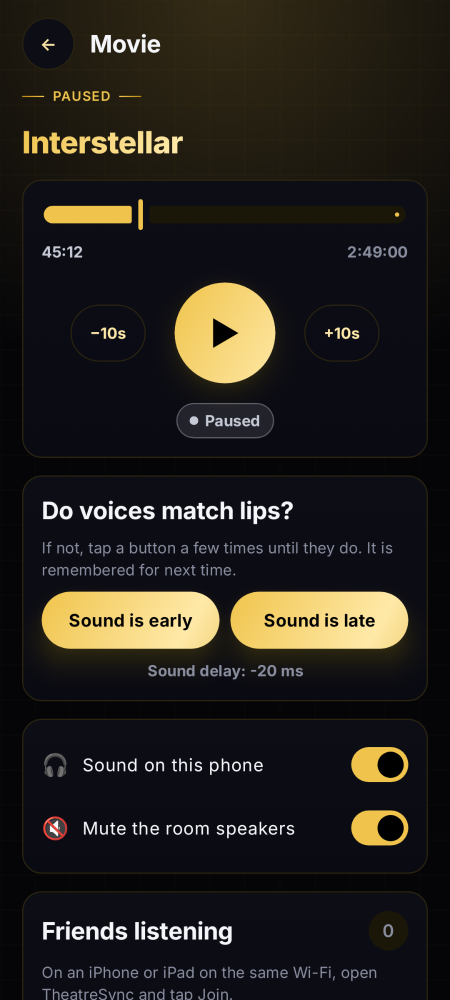 ←
Movie
PAUSED
Interstellar
45:12
2:49:00
−10s
+10s
Paused
Do voices match lips?
If not, tap a button a few times until they do. It is
remembered for next time.
Sound is early
Sound is late
Sound delay: -20 ms
Sound on this phone
Mute the room speakers
Friends listening
0
On an iPhone or iPad on the same Wi-Fi, open
TheatreSync and tap Join.